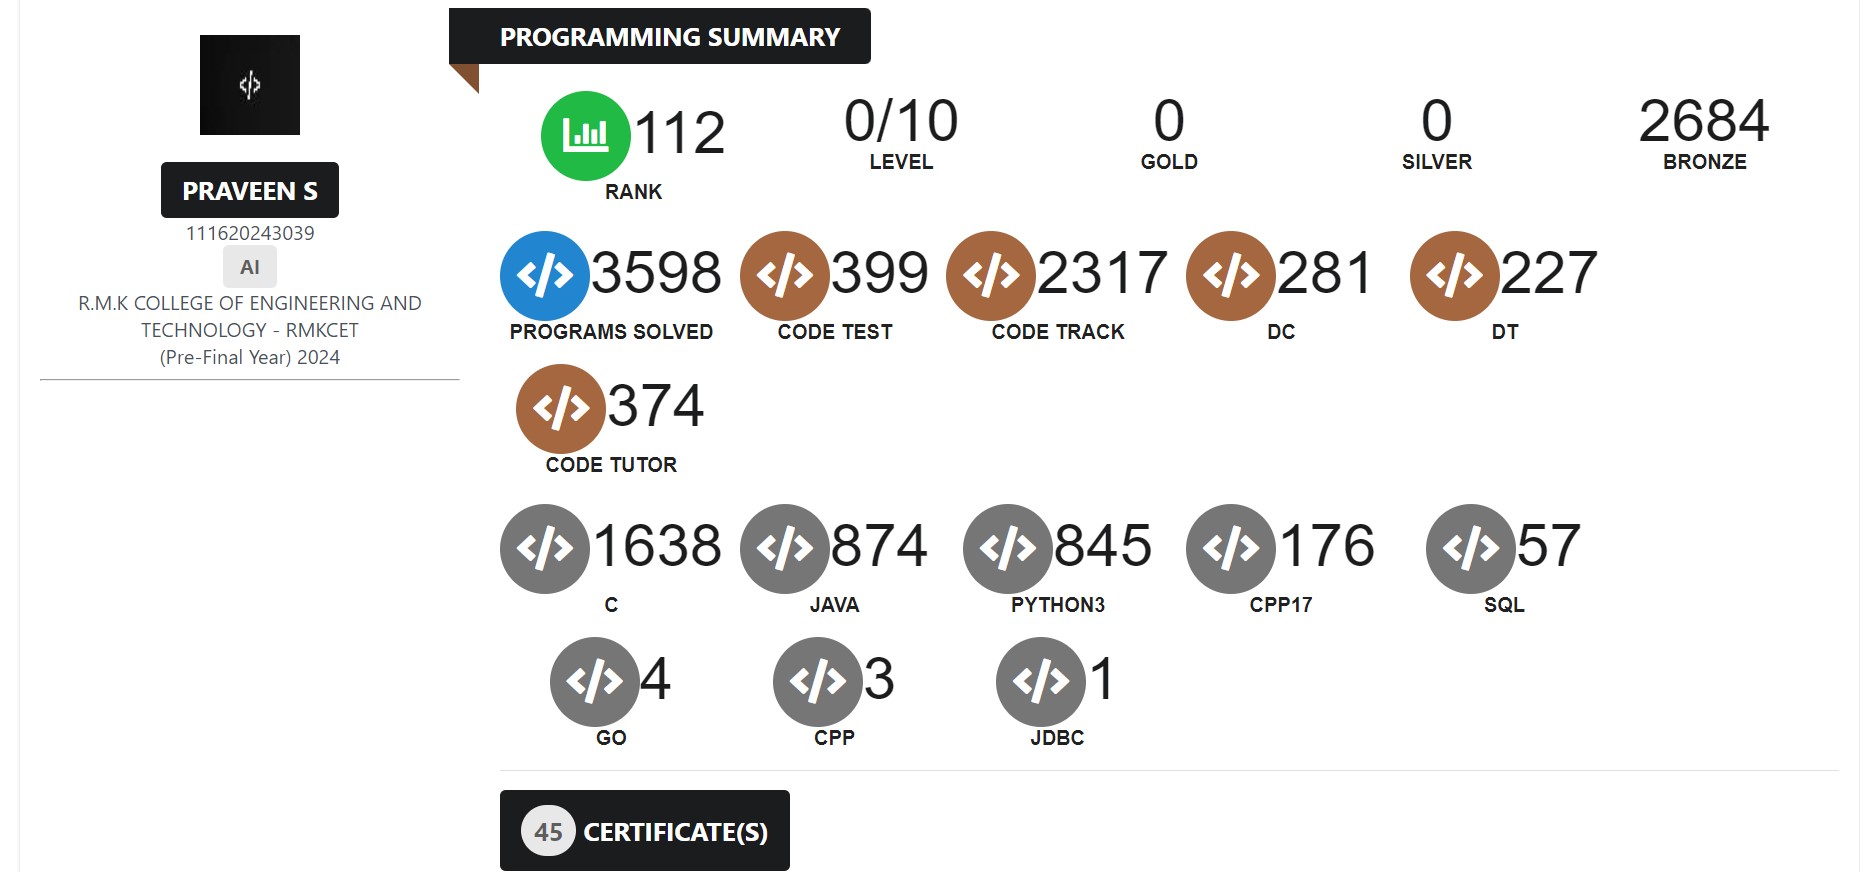 PRAVEEN S
111620243039
AI
R.M.K COLLEGE OF ENGINEERING AND
TECHNOLOGY - RMKCET
(Pre-Final Year) 2024
PROGRAMMING SUMMARY
112 0/10 0 0 2684
RANK LEVEL GOLD SILVER BRONZE
3598 399 2317 281 227
PROGRAMS SOLVED CODE TEST CODE TRACK DC DT
374
CODE TUTOR
1638 874 845 176 57
C JAVA PYTHON3 CPP17 SQL
4 3 1
GO CPP JDBC
45 CERTIFICATE(S)